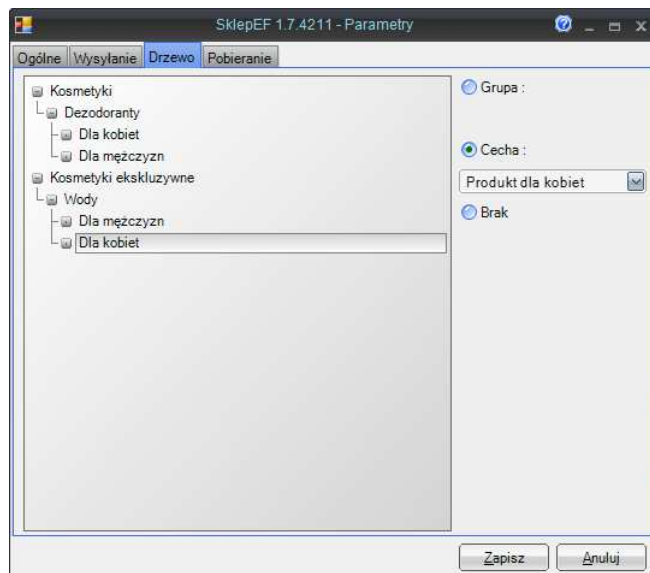 SklepEF 1.7.4211 - Parametry
Ogólne Wysyłanie Drzewo Pobieranie
Kosmetyki
Dezodoranty
Dla kobiet
Dla mężczyzn
Kosmetyki ekskluzywne
Wody
Dla mężczyzn
Dla kobiet
Grupa :
Cecha :
Produkt dla kobiet
Brak
Zapisz Anuluj